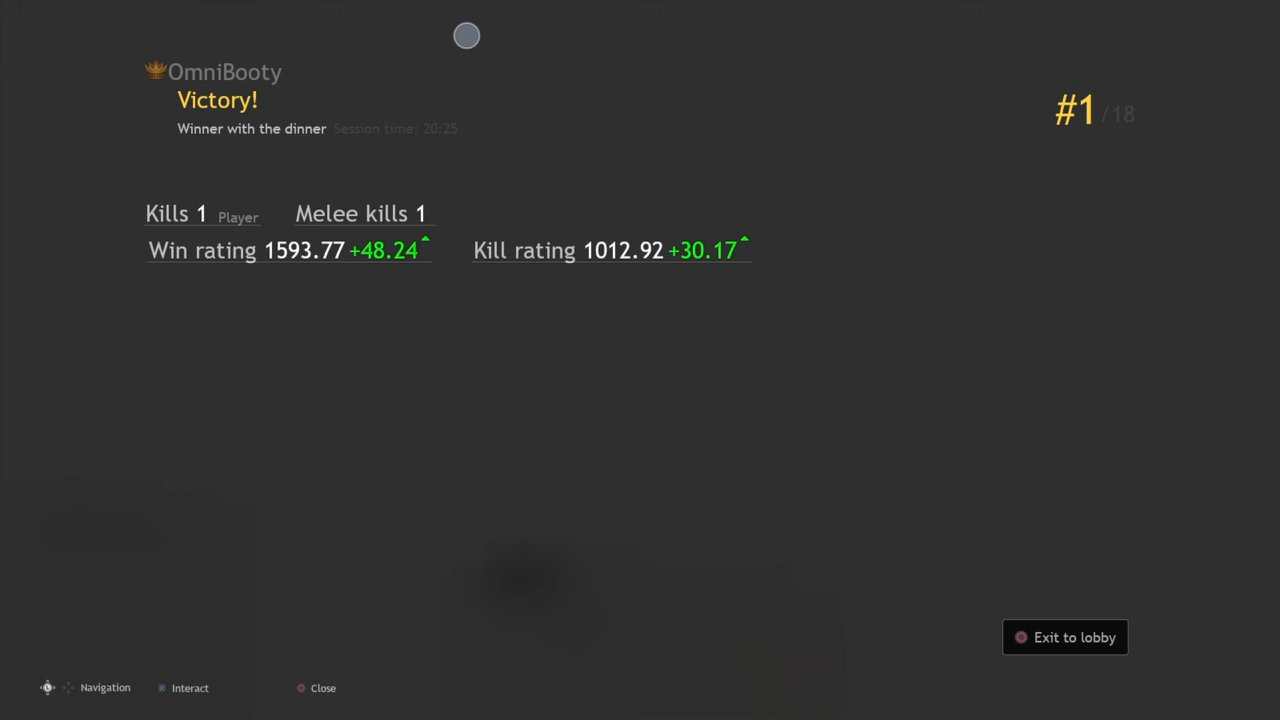 OmniBooty
Victory!
Winner with the dinner Session time: 20:25
#1 /18
Kills 1 Player Melee kills 1
Win rating 1593.77 +48.24 Kill rating 1012.92 +30.17
Exit to lobby
Navigation Interact Close